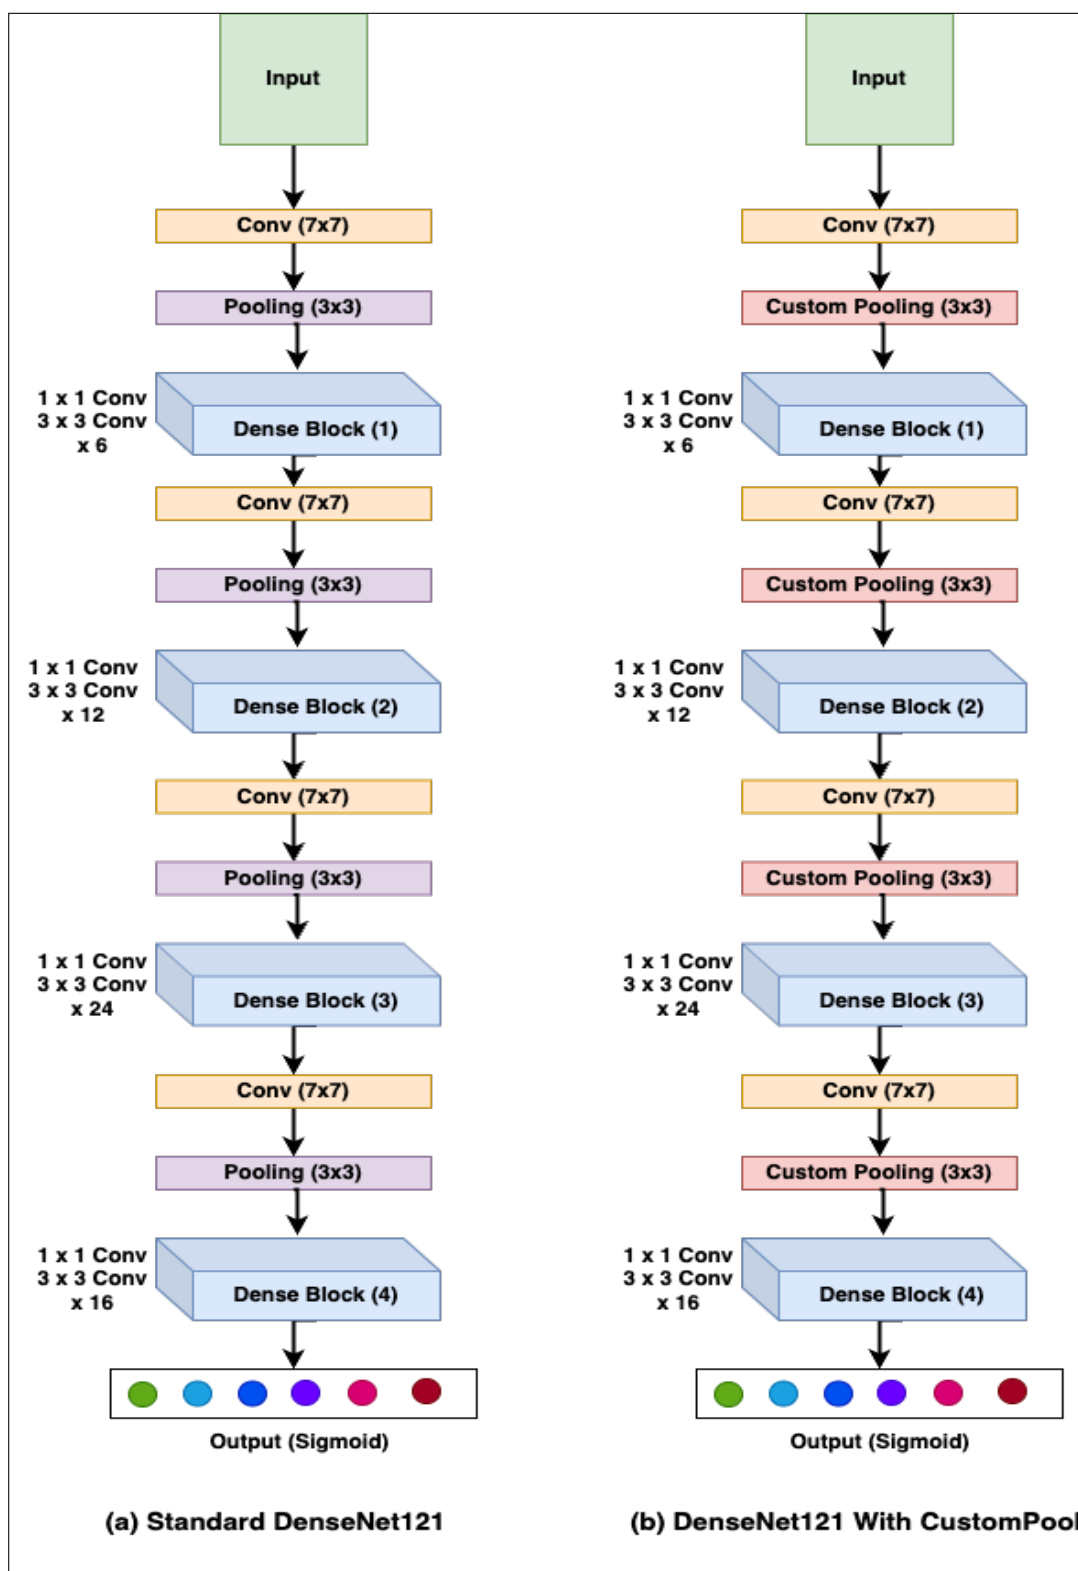 Input
Conv (7x7)
Pooling (3x3)
1 x 1 Conv
3 x 3 Conv
x 6
Dense Block (1)
Conv (7x7)
Pooling (3x3)
1 x 1 Conv
3 x 3 Conv
x 12
Dense Block (2)
Conv (7x7)
Pooling (3x3)
1 x 1 Conv
3 x 3 Conv
x 24
Dense Block (3)
Conv (7x7)
Pooling (3x3)
1 x 1 Conv
3 x 3 Conv
x 16
Dense Block (4)
Output (Sigmoid)
(a) Standard DenseNet121
Input
Conv (7x7)
Custom Pooling (3x3)
1 x 1 Conv
3 x 3 Conv
x 6
Dense Block (1)
Conv (7x7)
Custom Pooling (3x3)
1 x 1 Conv
3 x 3 Conv
x 12
Dense Block (2)
Conv (7x7)
Custom Pooling (3x3)
1 x 1 Conv
3 x 3 Conv
x 24
Dense Block (3)
Conv (7x7)
Custom Pooling (3x3)
1 x 1 Conv
3 x 3 Conv
x 16
Dense Block (4)
Output (Sigmoid)
(b) DenseNet121 With CustomPool